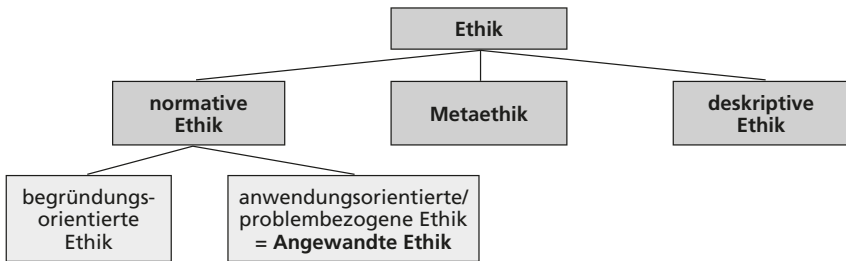 Ethik
normative
Ethik
Metaethik
deskriptive
Ethik
begründungs-
orientierte
Ethik
anwendungsorientierte/
problembezogene Ethik
= Angewandte Ethik